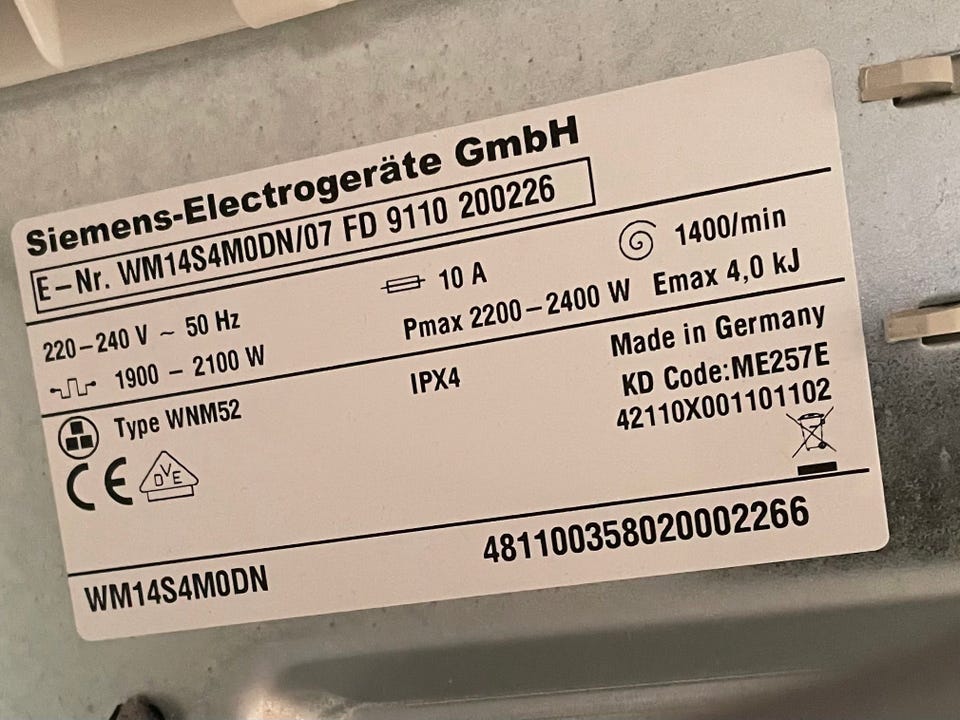 Siemens-Electrogeräte GmbH
E-Nr. WM14S4M0DN/07 FD 9110 200226
220-240 V ~ 50 Hz
10 A
1400/min
1900 - 2100 W
Pmax 2200-2400 W
Emax 4,0 kJ
Type WNM52
IPX4
Made in Germany
KD Code:ME257E
42110X001101102
CE
DVE
WM14S4M0DN
481100358020002266